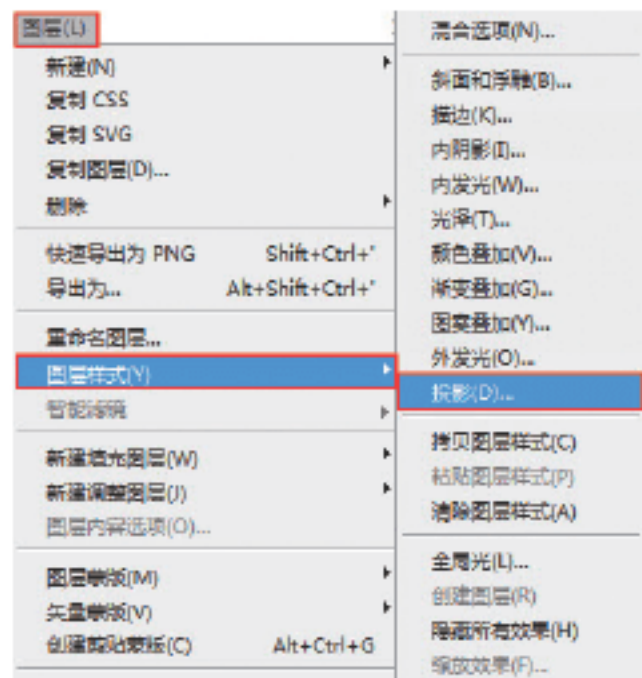 图层(L)
新建(N)
复制 CSS
复制 SVG
复制图层(D)...
删除
快速导出为 PNG Shift+Ctrl+'
导出为... Alt+Shift+Ctrl+'
重命名图层...
图层样式(Y)
智能滤镜
新建填充图层(W)
新建调整图层(J)
图层内容选项(O)...
图层蒙版(M)
矢量蒙版(V)
创建剪贴蒙版(C) Alt+Ctrl+G
混合选项(N)...
斜面和浮雕(B)...
描边(K)...
内阴影(I)...
内发光(W)...
光泽(T)...
颜色叠加(V)...
渐变叠加(G)...
图案叠加(Y)...
外发光(O)...
投影(D)...
拷贝图层样式(C)
粘贴图层样式(P)
清除图层样式(A)
全局光(L)...
创建图层(R)
隐藏所有效果(H)
缩放效果(F)...